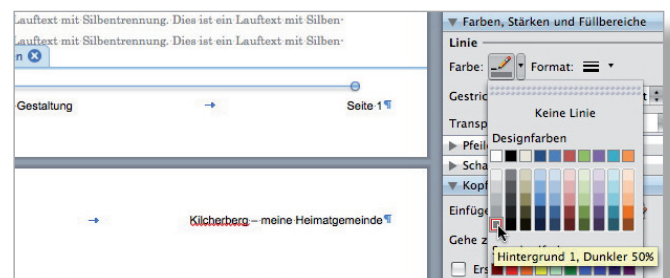 Lauftext mit Silbentrennung. Dies ist ein Lauftext mit Silben-
Lauftext mit Silbentrennung. Dies ist ein Lauftext mit Silben-
n
Gestaltung → Seite·1¶
→ Kilcherberg·–·meine·Heimatgemeinde¶
Farben, Stärken und Füllbereiche
Linie
Farbe: Format:
Gestric t
Keine Linie
Transp
Designfarben
Pfeil
Scha
Kopf
Einfüge
Gehe z
Hintergrund 1, Dunkler 50%
Ers